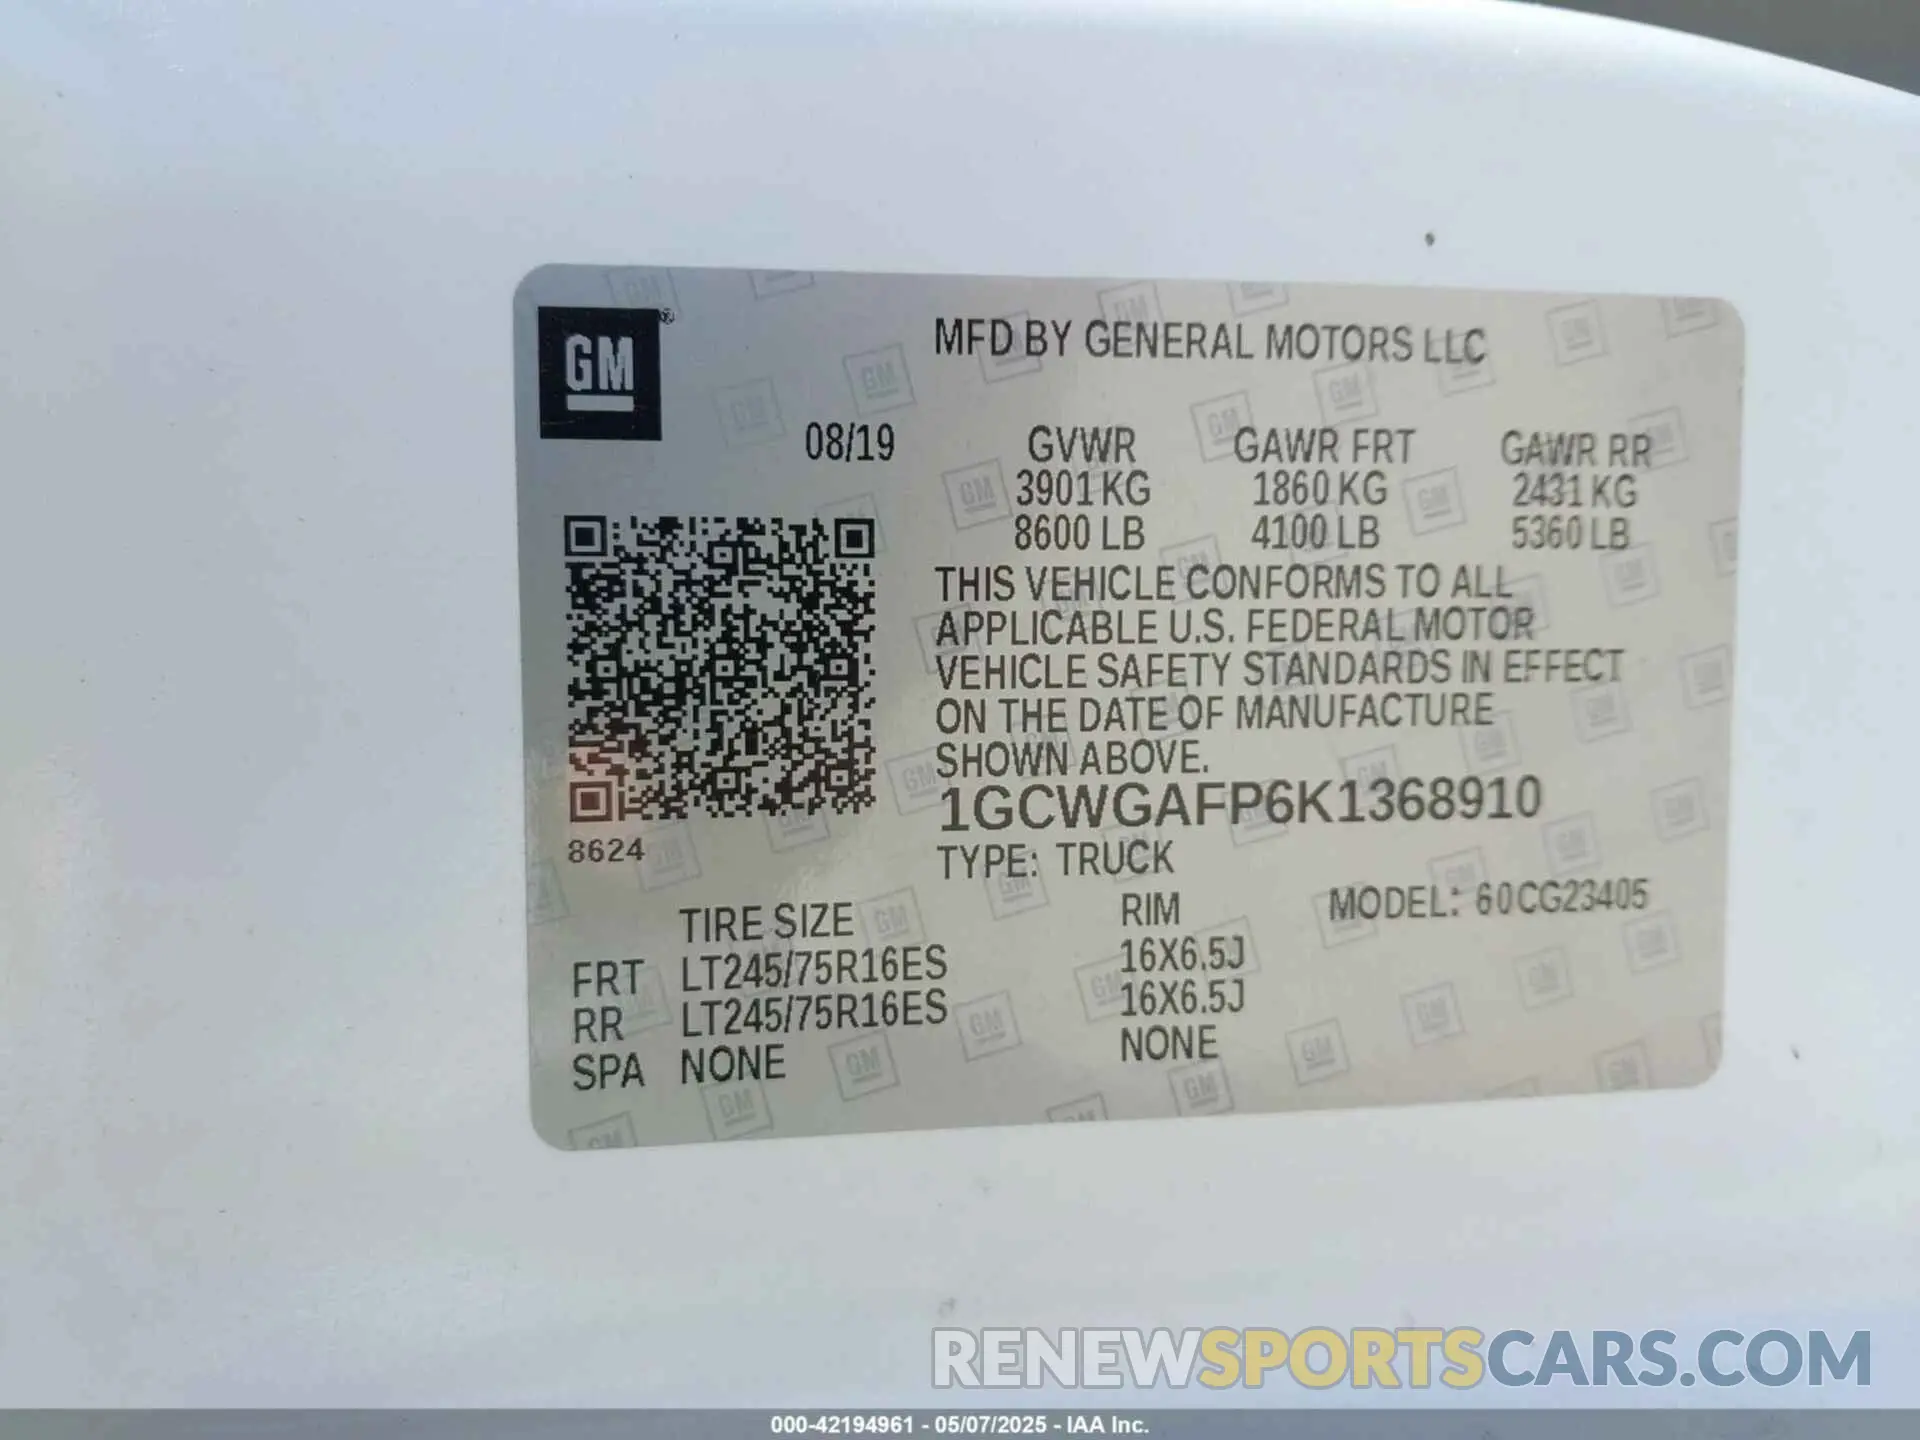 GM ®
MFD BY GENERAL MOTORS LLC
08/19 GVWR GAWR FRT GAWR RR
3901 KG 1860 KG 2431 KG
8600 LB 4100 LB 5360 LB
THIS VEHICLE CONFORMS TO ALL
APPLICABLE U.S. FEDERAL MOTOR
VEHICLE SAFETY STANDARDS IN EFFECT
ON THE DATE OF MANUFACTURE
SHOWN ABOVE.
1GCWGAFP6K1368910
8624
TYPE: TRUCK
TIRE SIZE RIM MODEL: 60CG23405
FRT LT245/75R16ES 16X6.5J
RR LT245/75R16ES 16X6.5J
SPA NONE NONE
RENEWSPORTSCARS.COM
000-42194961 - 05/07/2025 - IAA Inc.